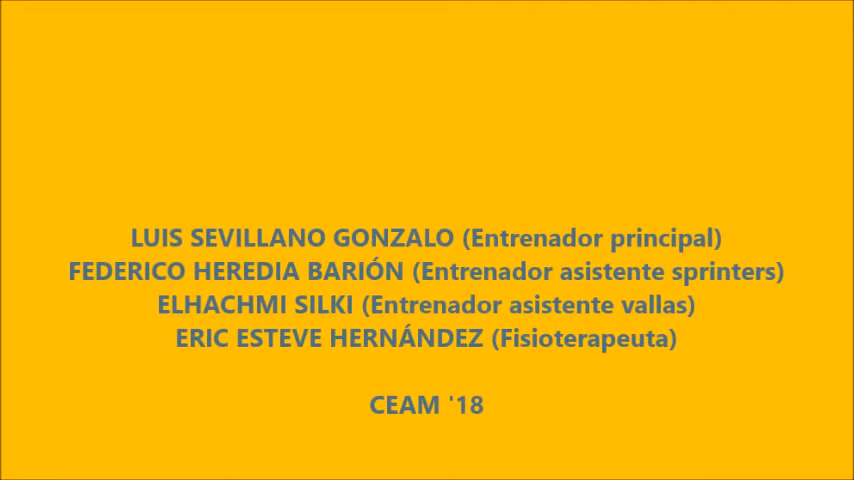 LUIS SEVILLANO GONZALO (Entrenador principal)
FEDERICO HEREDIA BARIÓN (Entrenador asistente sprinters)
ELHACHMI SILKI (Entrenador asistente vallas)
ERIC ESTEVE HERNÁNDEZ (Fisioterapeuta)
CEAM '18